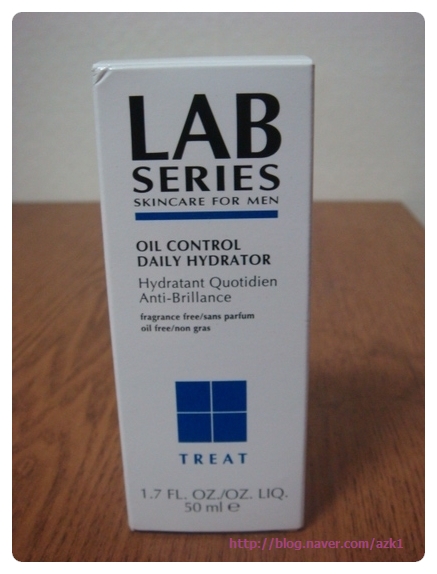 LAB
SERIES
SKINCARE FOR MEN
OIL CONTROL
DAILY HYDRATOR
Hydratant Quotidien
Anti-Brillance
fragrance free/sans parfum
oil free/non gras
TREAT
1.7 FL. OZ./OZ. LIQ.
50 ml ℮
http://blog.naver.com/azk1